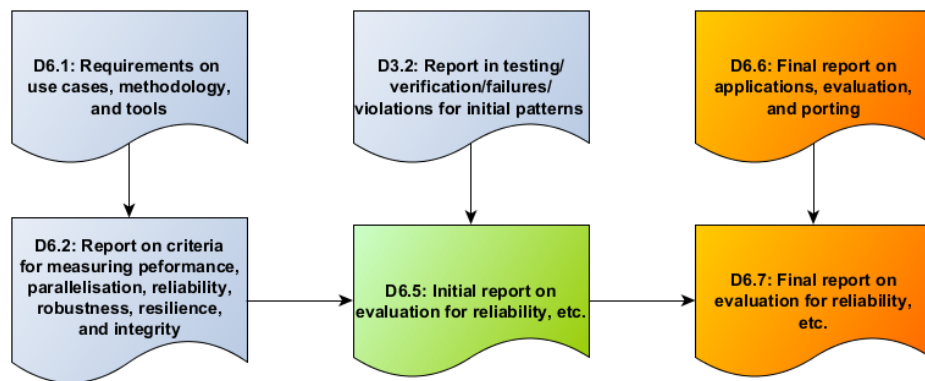 D6.1: Requirements on
use cases, methodology,
and tools
D3.2: Report in testing/
verification/failures/
violations for initial patterns
D6.6: Final report on
applications, evaluation,
and porting
D6.2: Report on criteria
for measuring peformance,
parallelisation, reliability,
robustness, resilience,
and integrity
D6.5: Initial report on
evaluation for reliability, etc.
D6.7: Final report on
evaluation for reliability,
etc.